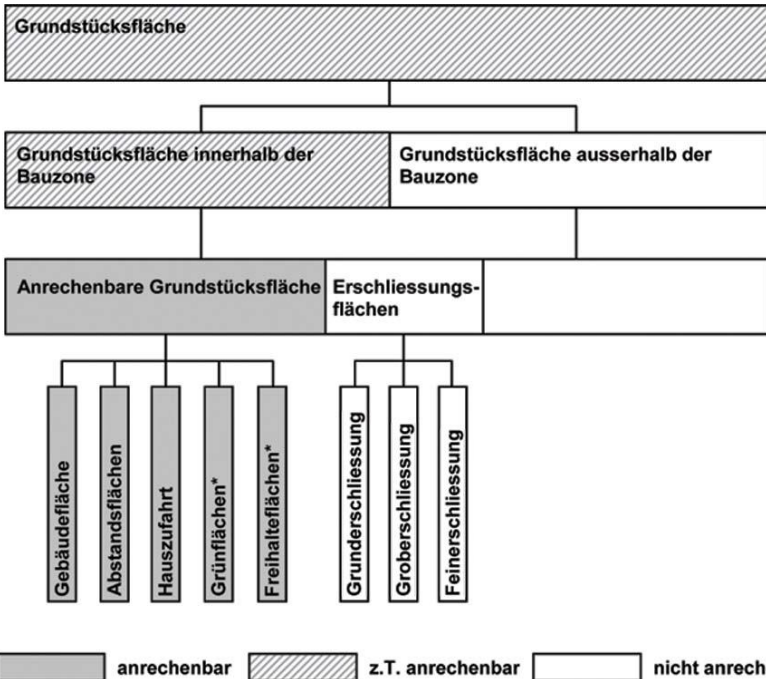 Grundstücksfläche
Grundstücksfläche innerhalb der
Bauzone
Grundstücksfläche ausserhalb der
Bauzone
Anrechenbare Grundstücksfläche
Erschliessungs-
flächen
Gebäudefläche
Abstandsflächen
Hauszufahrt
Grünflächen*
Freihalteflächen*
Grunderschliessung
Groberschliessung
Feinerschliessung
anrechenbar
z.T. anrechenbar
nicht anrech